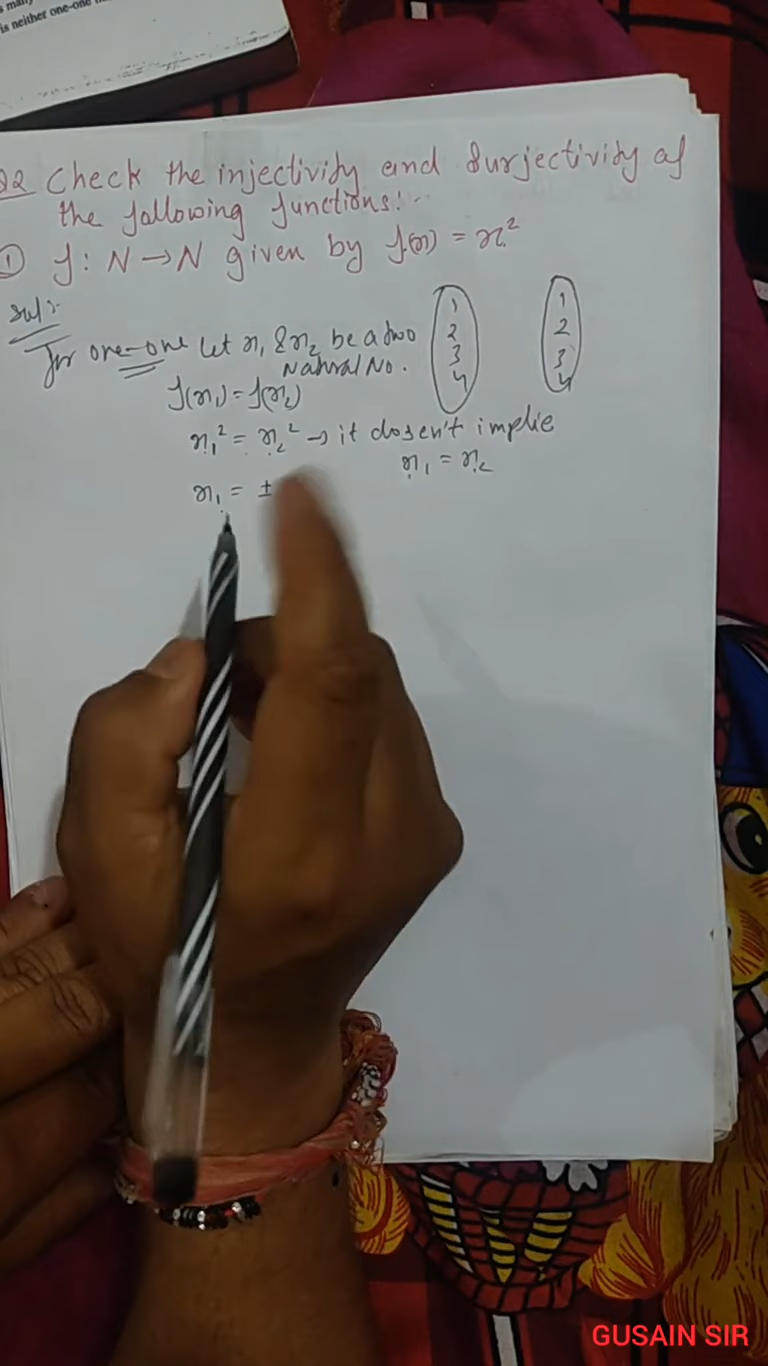 s many
is neither one-one
Q2 Check the injectivity and surjectivity of
the following functions:-
① f: N → N given by f(x) = x²
Sol:-
For one-one Let x₁ & x₂ be a two
Natural No.
1
2
3
4
1
2
3
4
f(x₁) = f(x₂)
x₁² = x₂² → it dosen't implie
x₁ = x₂
x₁ = ±
GUSAIN SIR